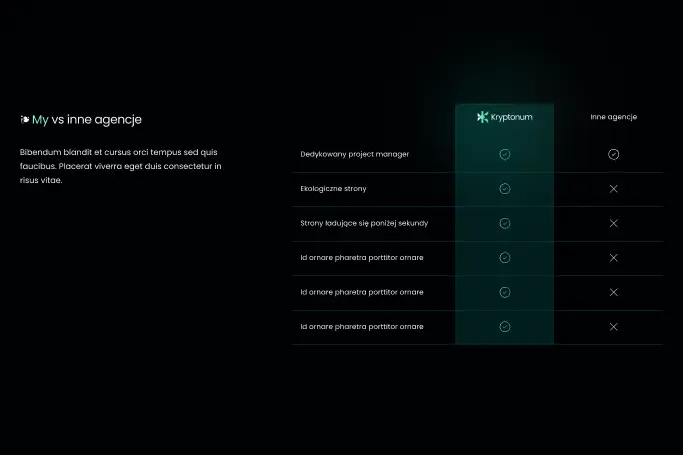 My vs inne agencje
Bibendum blandit et cursus orci tempus sed quis
faucibus. Placerat viverra eget duis consectetur in
risus vitae.
Kryptonum
Inne agencje
Dedykowany project manager
Ekologiczne strony
Strony ładujące się poniżej sekundy
Id ornare pharetra porttitor ornare
Id ornare pharetra porttitor ornare
Id ornare pharetra porttitor ornare